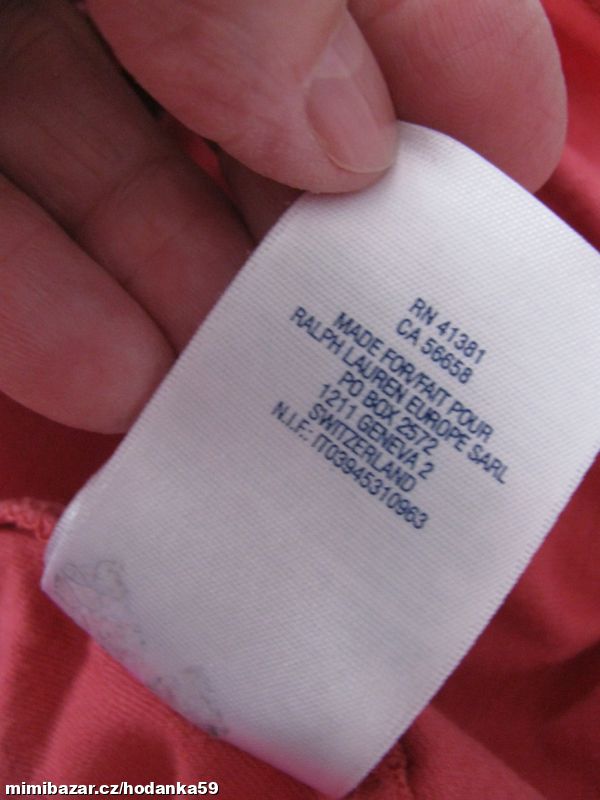 RN 41381
CA 56658
MADE FOR/FAIT POUR
RALPH LAUREN EUROPE SARL
PO BOX 2572
1211 GENEVA 2
SWITZERLAND
N.I.F.: IT03945310963
mimibazar.cz/hodanka59